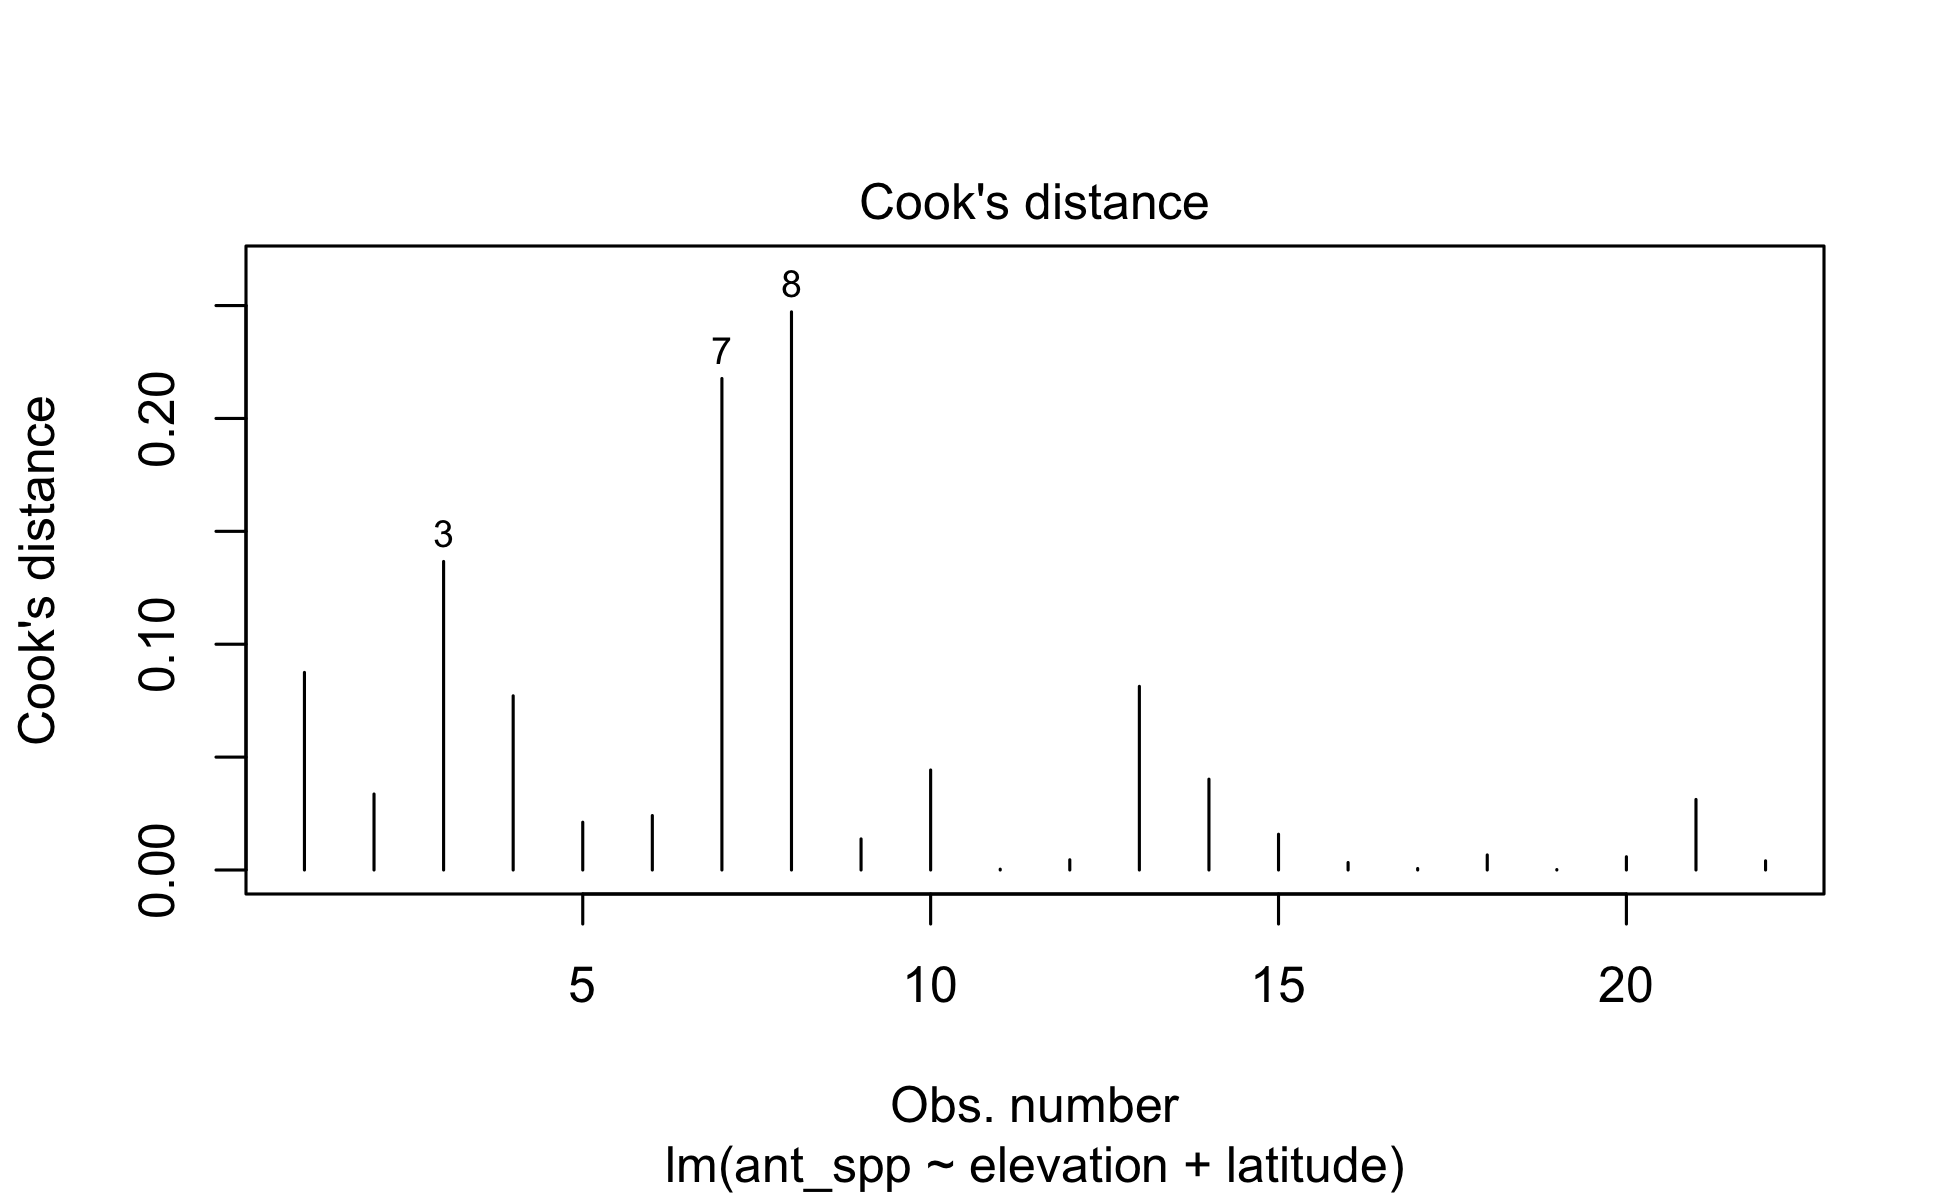 Cook's distance
8
7
3
Cook's distance
0.20
0.10
0.00
5 10 15 20
Obs. number
lm(ant_spp ~ elevation + latitude)